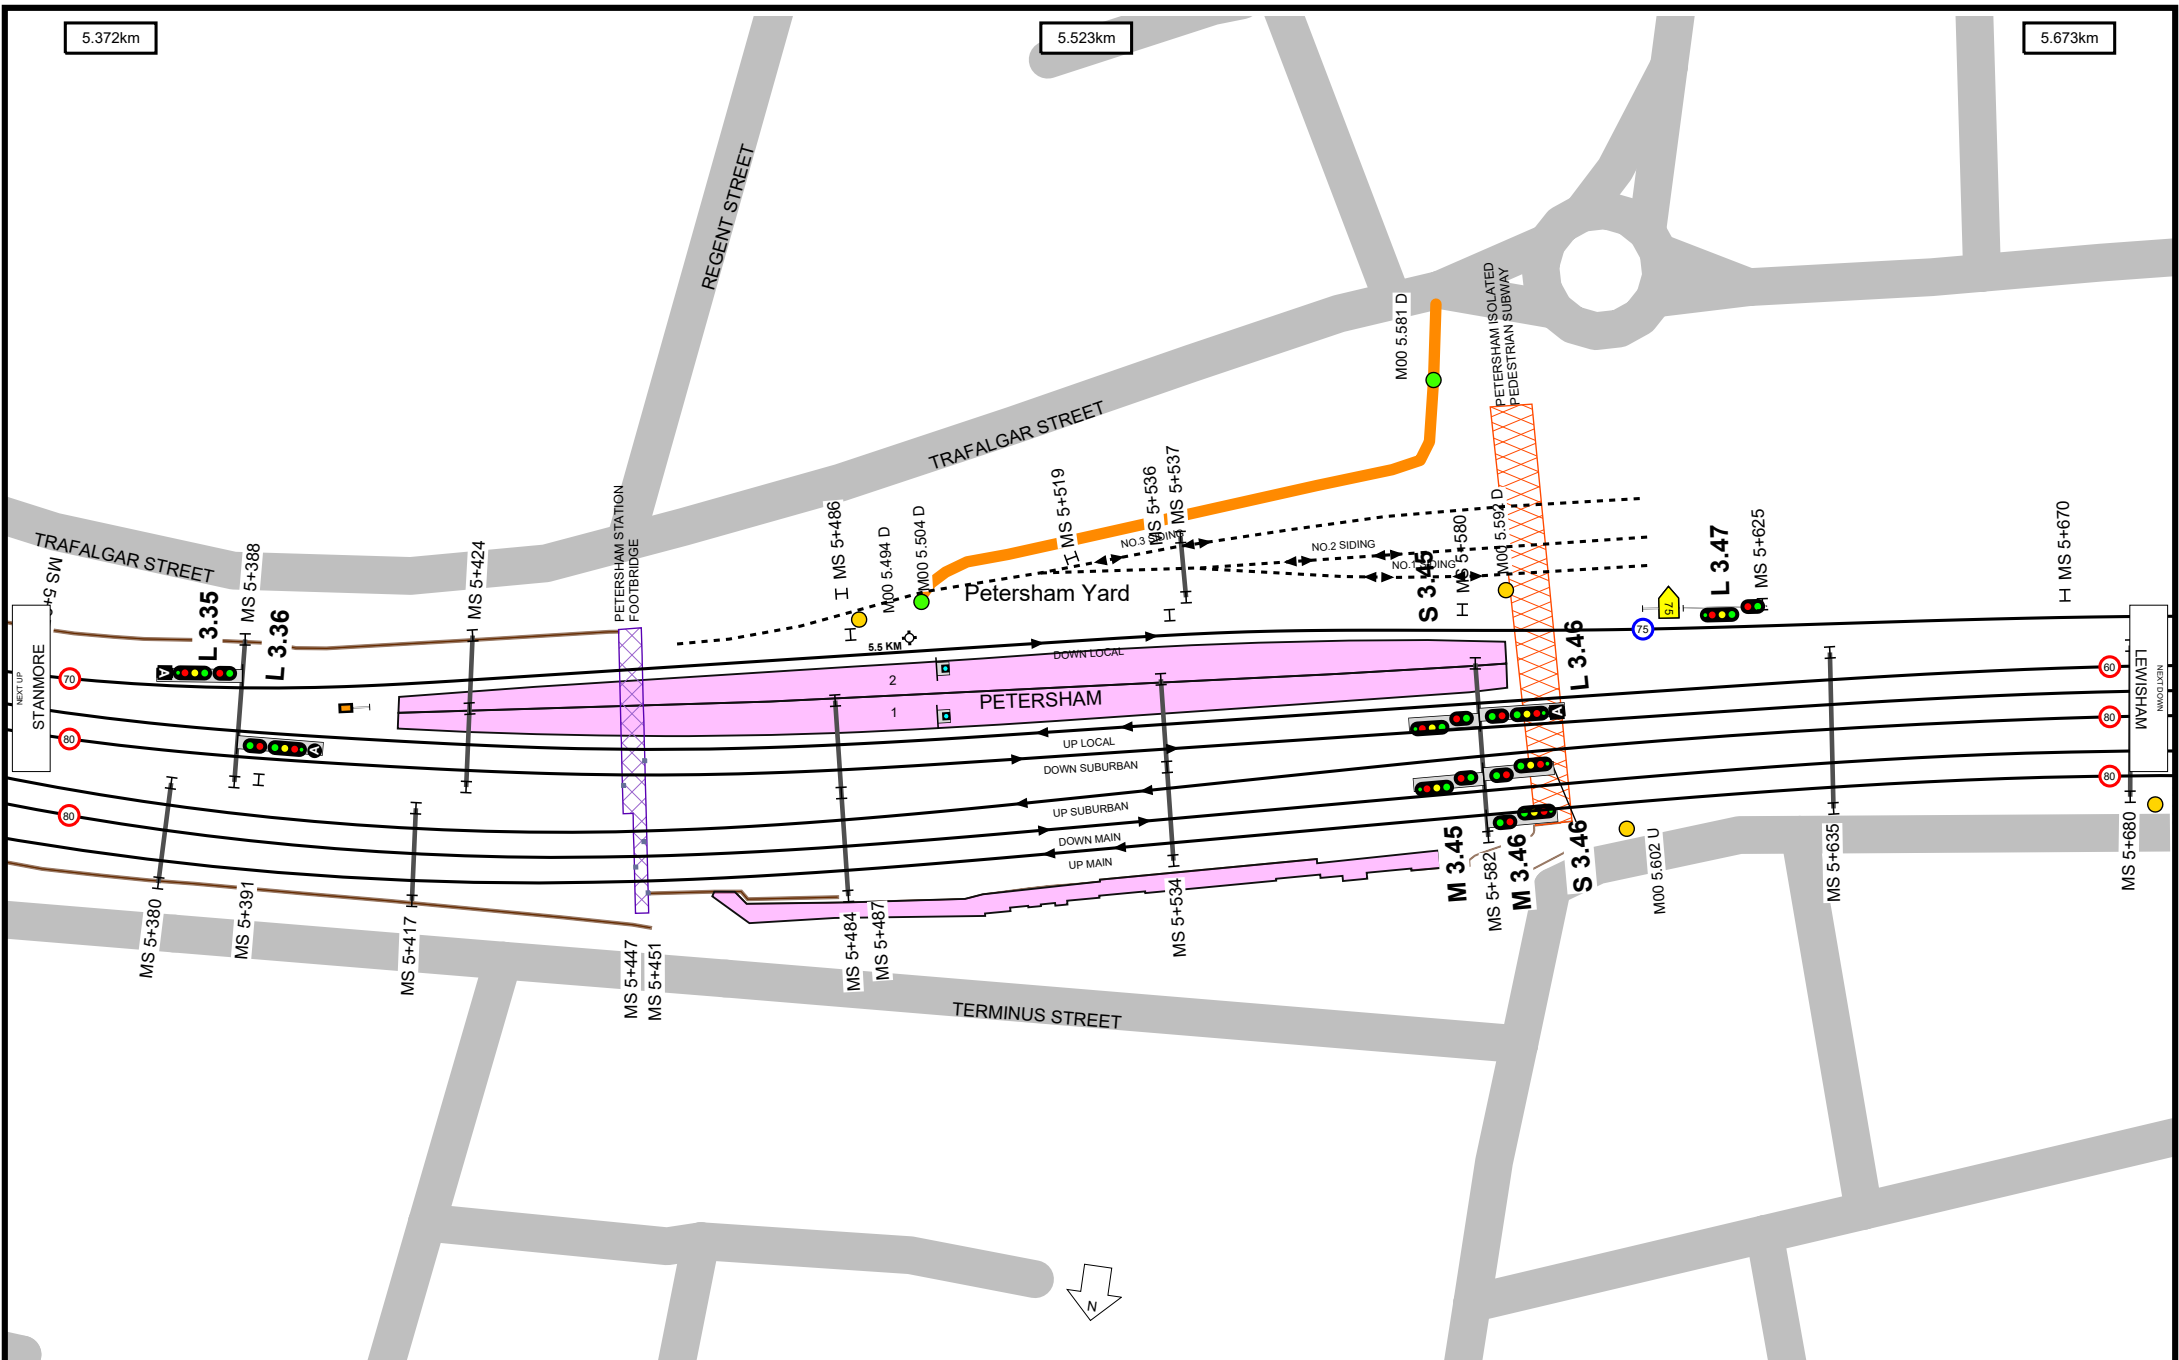 5.372km
5.523km
5.673km
REGENT STREET
TRAFALGAR STREET
TRAFALGAR STREET
PETERSHAM STATION
FOOTBRIDGE
PETERSHAM ISOLATED
PEDESTRIAN SUBWAY
M00 5.581 D
MS 5+388
MS 5+424
MS 5+486
M00 5.494 D
M00 5.504 D
MS 5+519
MS 5+536
MS 5+537
MS 5+580
M00 5.592 D
MS 5+625
MS 5+670
L 3.35
L 3.36
S 3.45
L 3.47
L 3.46
NO.3 SIDING
NO.2 SIDING
NO.1 SIDING
Petersham Yard
5.5 KM
75
75
NEXT UP
STANMORE
NEXT DOWN
LEWISHAM
70
80
80
60
80
80
A
A
A
2
1
PETERSHAM
DOWN LOCAL
UP LOCAL
DOWN SUBURBAN
UP SUBURBAN
DOWN MAIN
UP MAIN
M 3.45
M 3.46
S 3.46
MS 5+380
MS 5+391
MS 5+417
MS 5+447
MS 5+451
MS 5+484
MS 5+487
MS 5+534
MS 5+582
M00 5.602 U
MS 5+635
MS 5+680
TERMINUS STREET
N